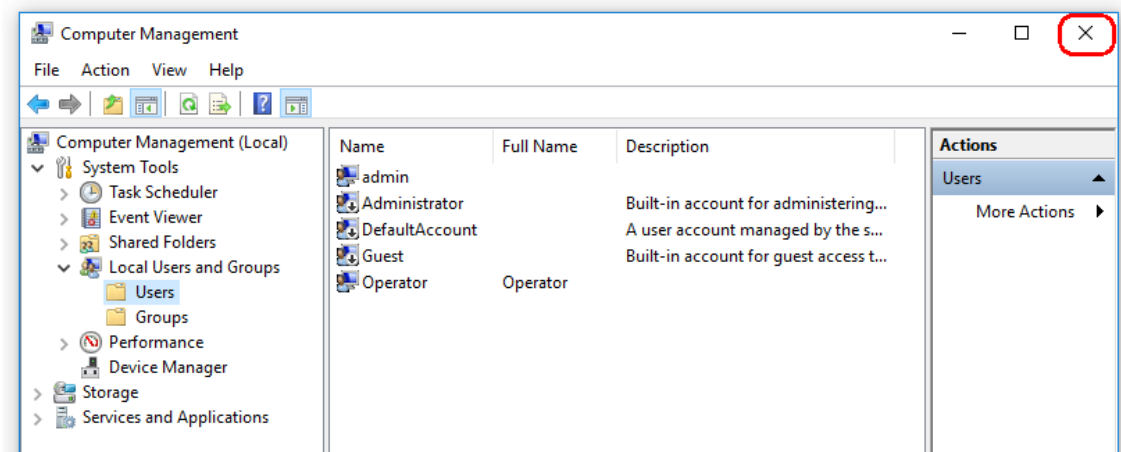 Computer Management
File Action View Help
Computer Management (Local)
System Tools
Task Scheduler
Event Viewer
Shared Folders
Local Users and Groups
Users
Groups
Performance
Device Manager
Storage
Services and Applications
Name Full Name Description
admin
Administrator Built-in account for administering...
DefaultAccount A user account managed by the s...
Guest Built-in account for guest access t...
Operator Operator
Actions
Users
More Actions